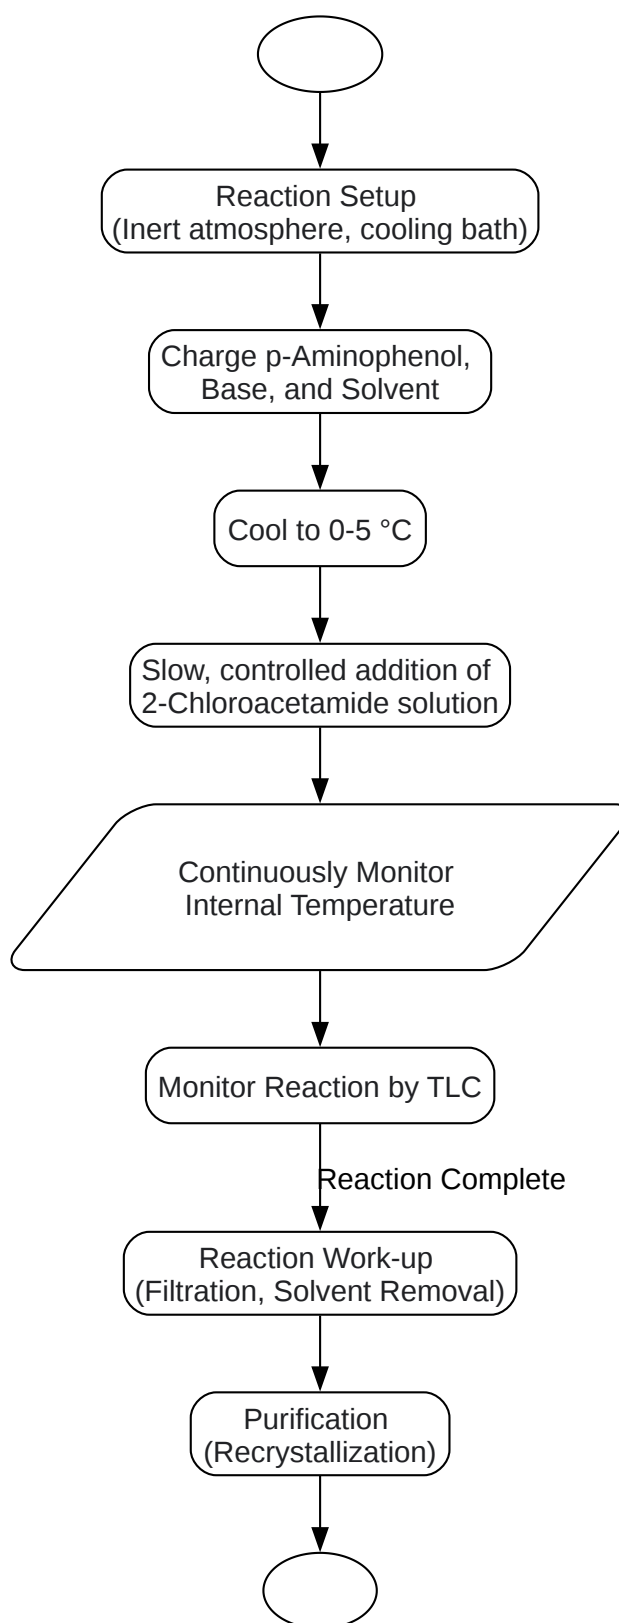 Reaction Setup
(Inert atmosphere, cooling bath)
Charge p-Aminophenol,
Base, and Solvent
Cool to 0-5 °C
Slow, controlled addition of
2-Chloroacetamide solution
Continuously Monitor
Internal Temperature
Monitor Reaction by TLC
Reaction Complete
Reaction Work-up
(Filtration, Solvent Removal)
Purification
(Recrystallization)